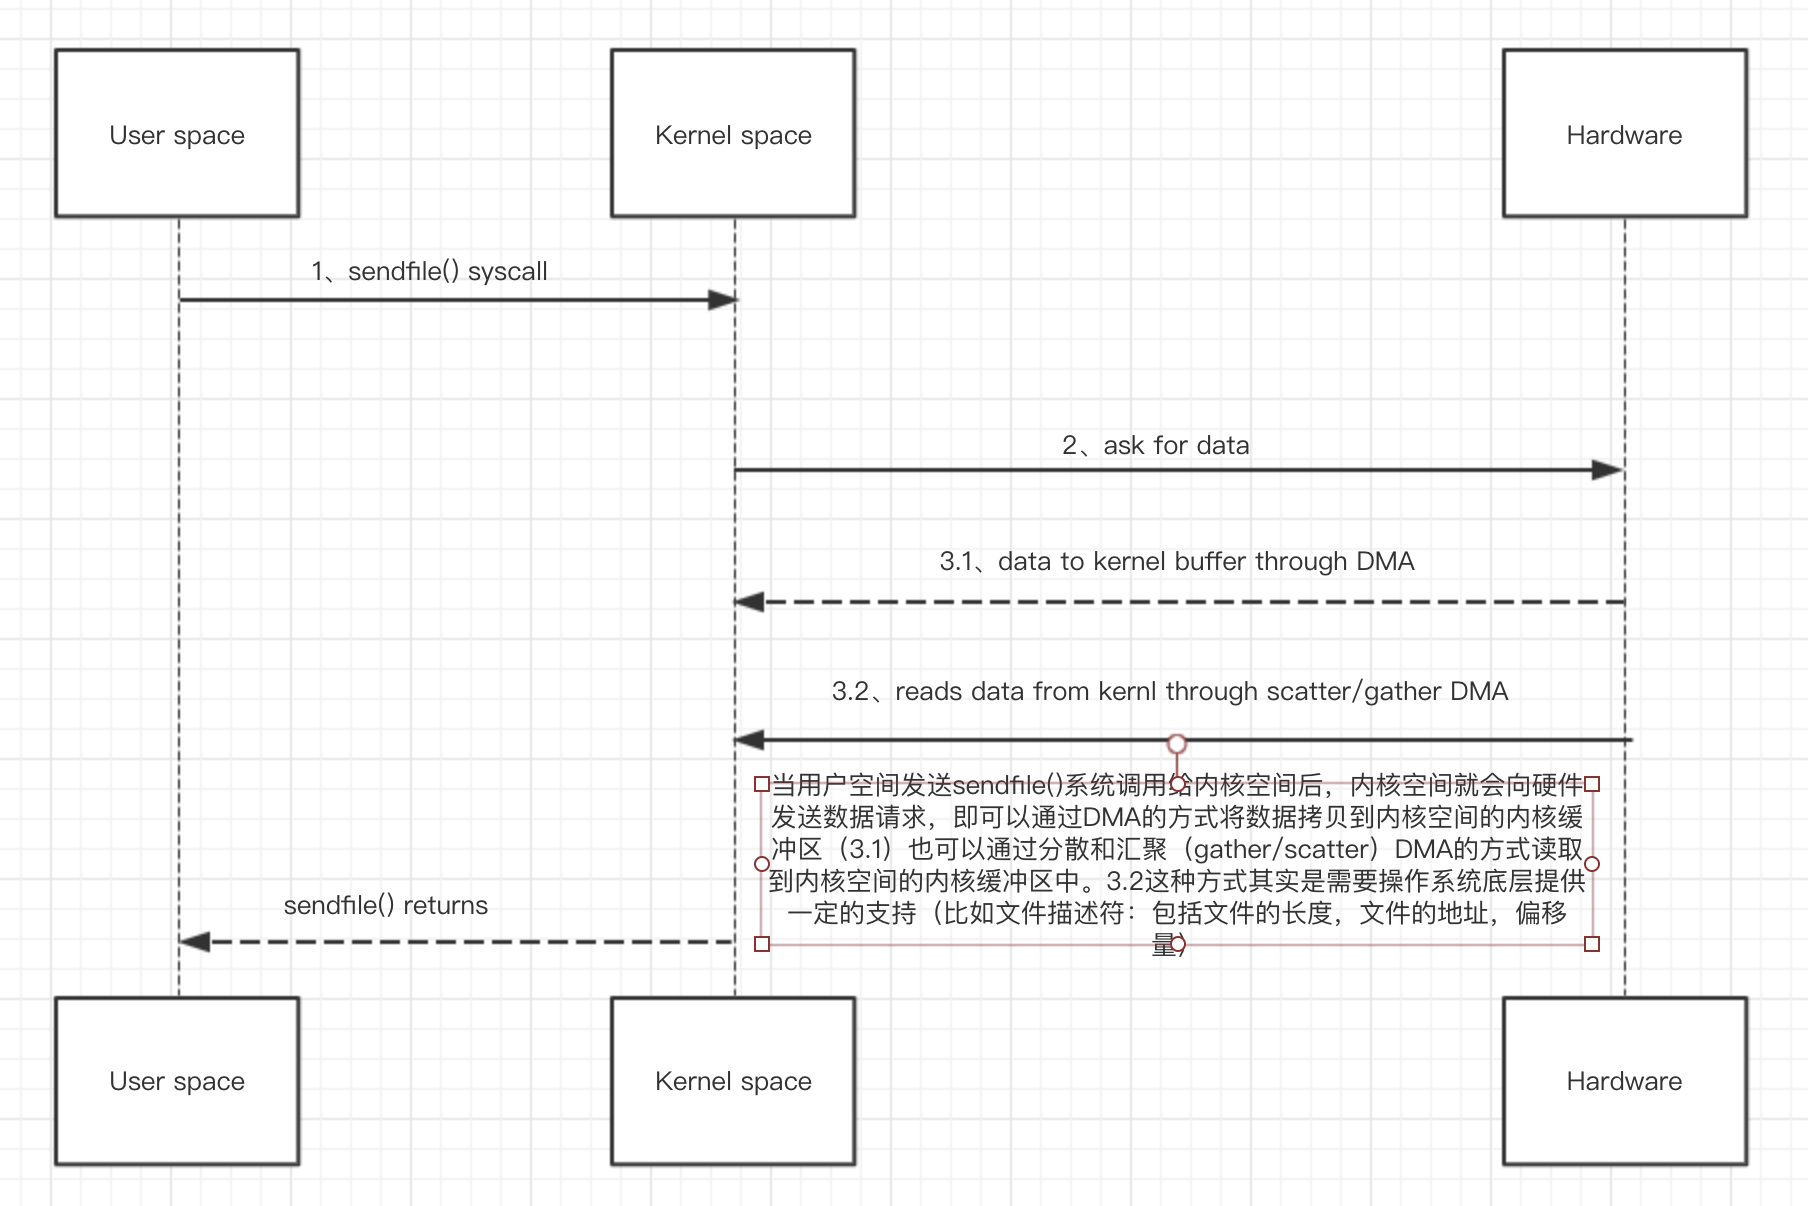 User space
Kernel space
Hardware
1、sendfile() syscall
2、ask for data
3.1、data to kernel buffer through DMA
3.2、reads data from kernl through scatter/gather DMA
当用户空间发送sendfile()系统调用给内核空间后，内核空间就会向硬件
发送数据请求，即可以通过DMA的方式将数据拷贝到内核空间的内核缓
冲区（3.1）也可以通过分散和汇聚（gather/scatter）DMA的方式读取
到内核空间的内核缓冲区中。3.2这种方式其实是需要操作系统底层提供
一定的支持（比如文件描述符：包括文件的长度，文件的地址，偏移
量）
sendfile() returns
User space
Kernel space
Hardware